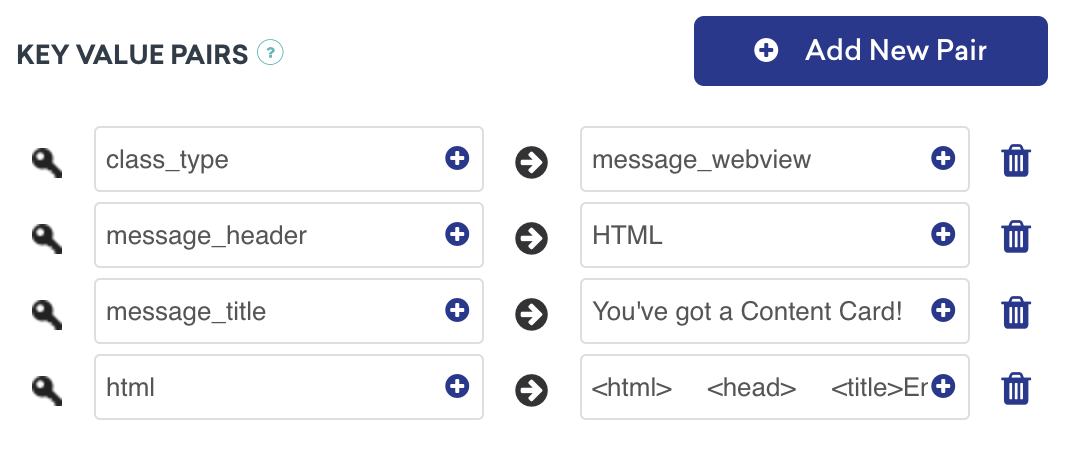 KEY VALUE PAIRS ?
Add New Pair
class_type message_webview
message_header HTML
message_title You've got a Content Card!
html <html> <head> <title>Er